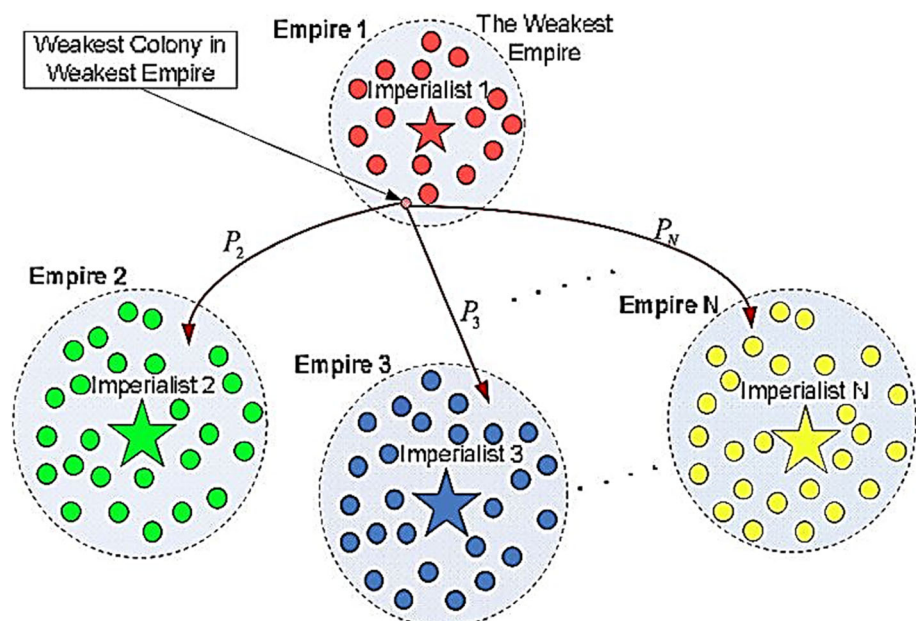 Empire 1
The Weakest
Empire
Weakest Colony in
Weakest Empire
Imperialist 1
P₂
P₃
P_N
Empire 2
Imperialist 2
Empire 3
Imperialist 3
Empire N
Imperialist N